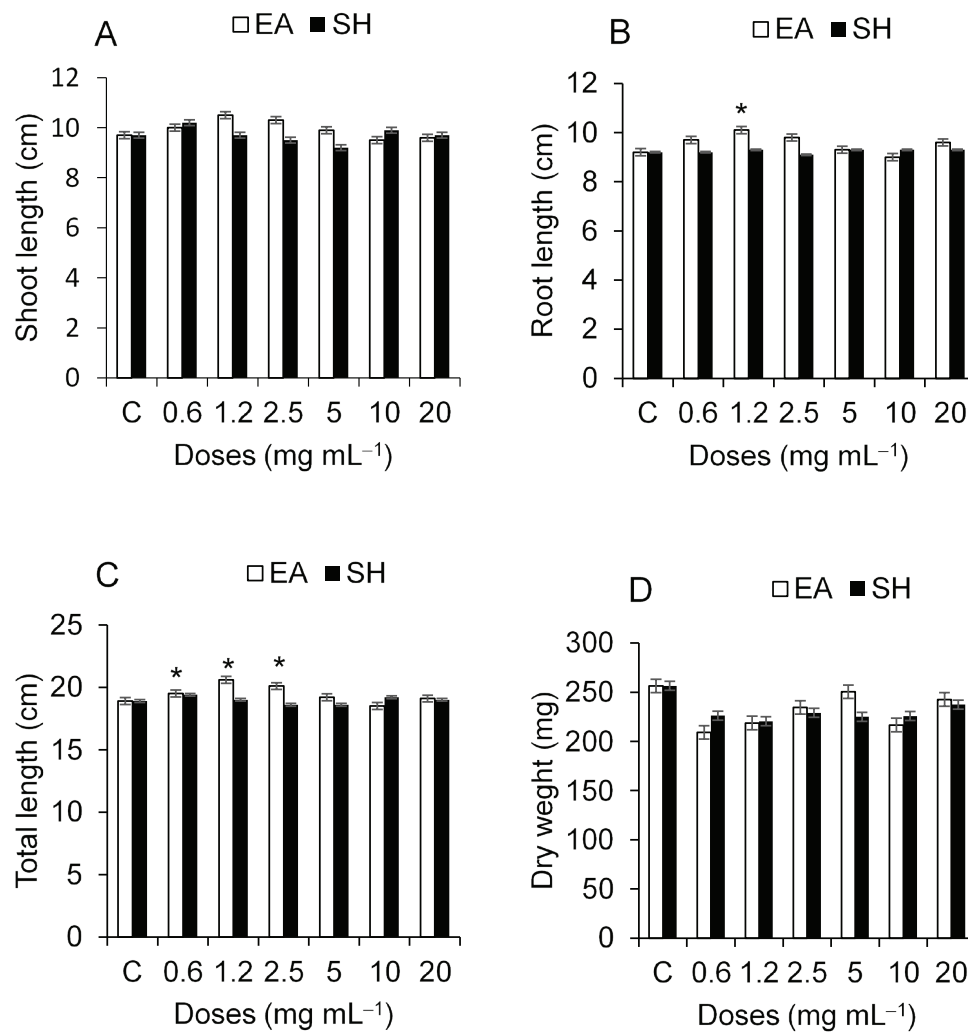 A
EA SH
Shoot length (cm)
12
10
8
6
4
2
0
C 0.6 1.2 2.5 5 10 20
Doses (mg mL⁻¹)
B
EA SH
Root length (cm)
12
10
8
6
4
2
0
*
C 0.6 1.2 2.5 5 10 20
Doses (mg mL⁻¹)
C
EA SH
Total length (cm)
25
20
15
10
5
0
* * *
C 0.6 1.2 2.5 5 10 20
Doses (mg mL⁻¹)
D
EA SH
Dry weght (mg)
300
250
200
150
100
50
0
C 0.6 1.2 2.5 5 10 20
Doses (mg mL⁻¹)